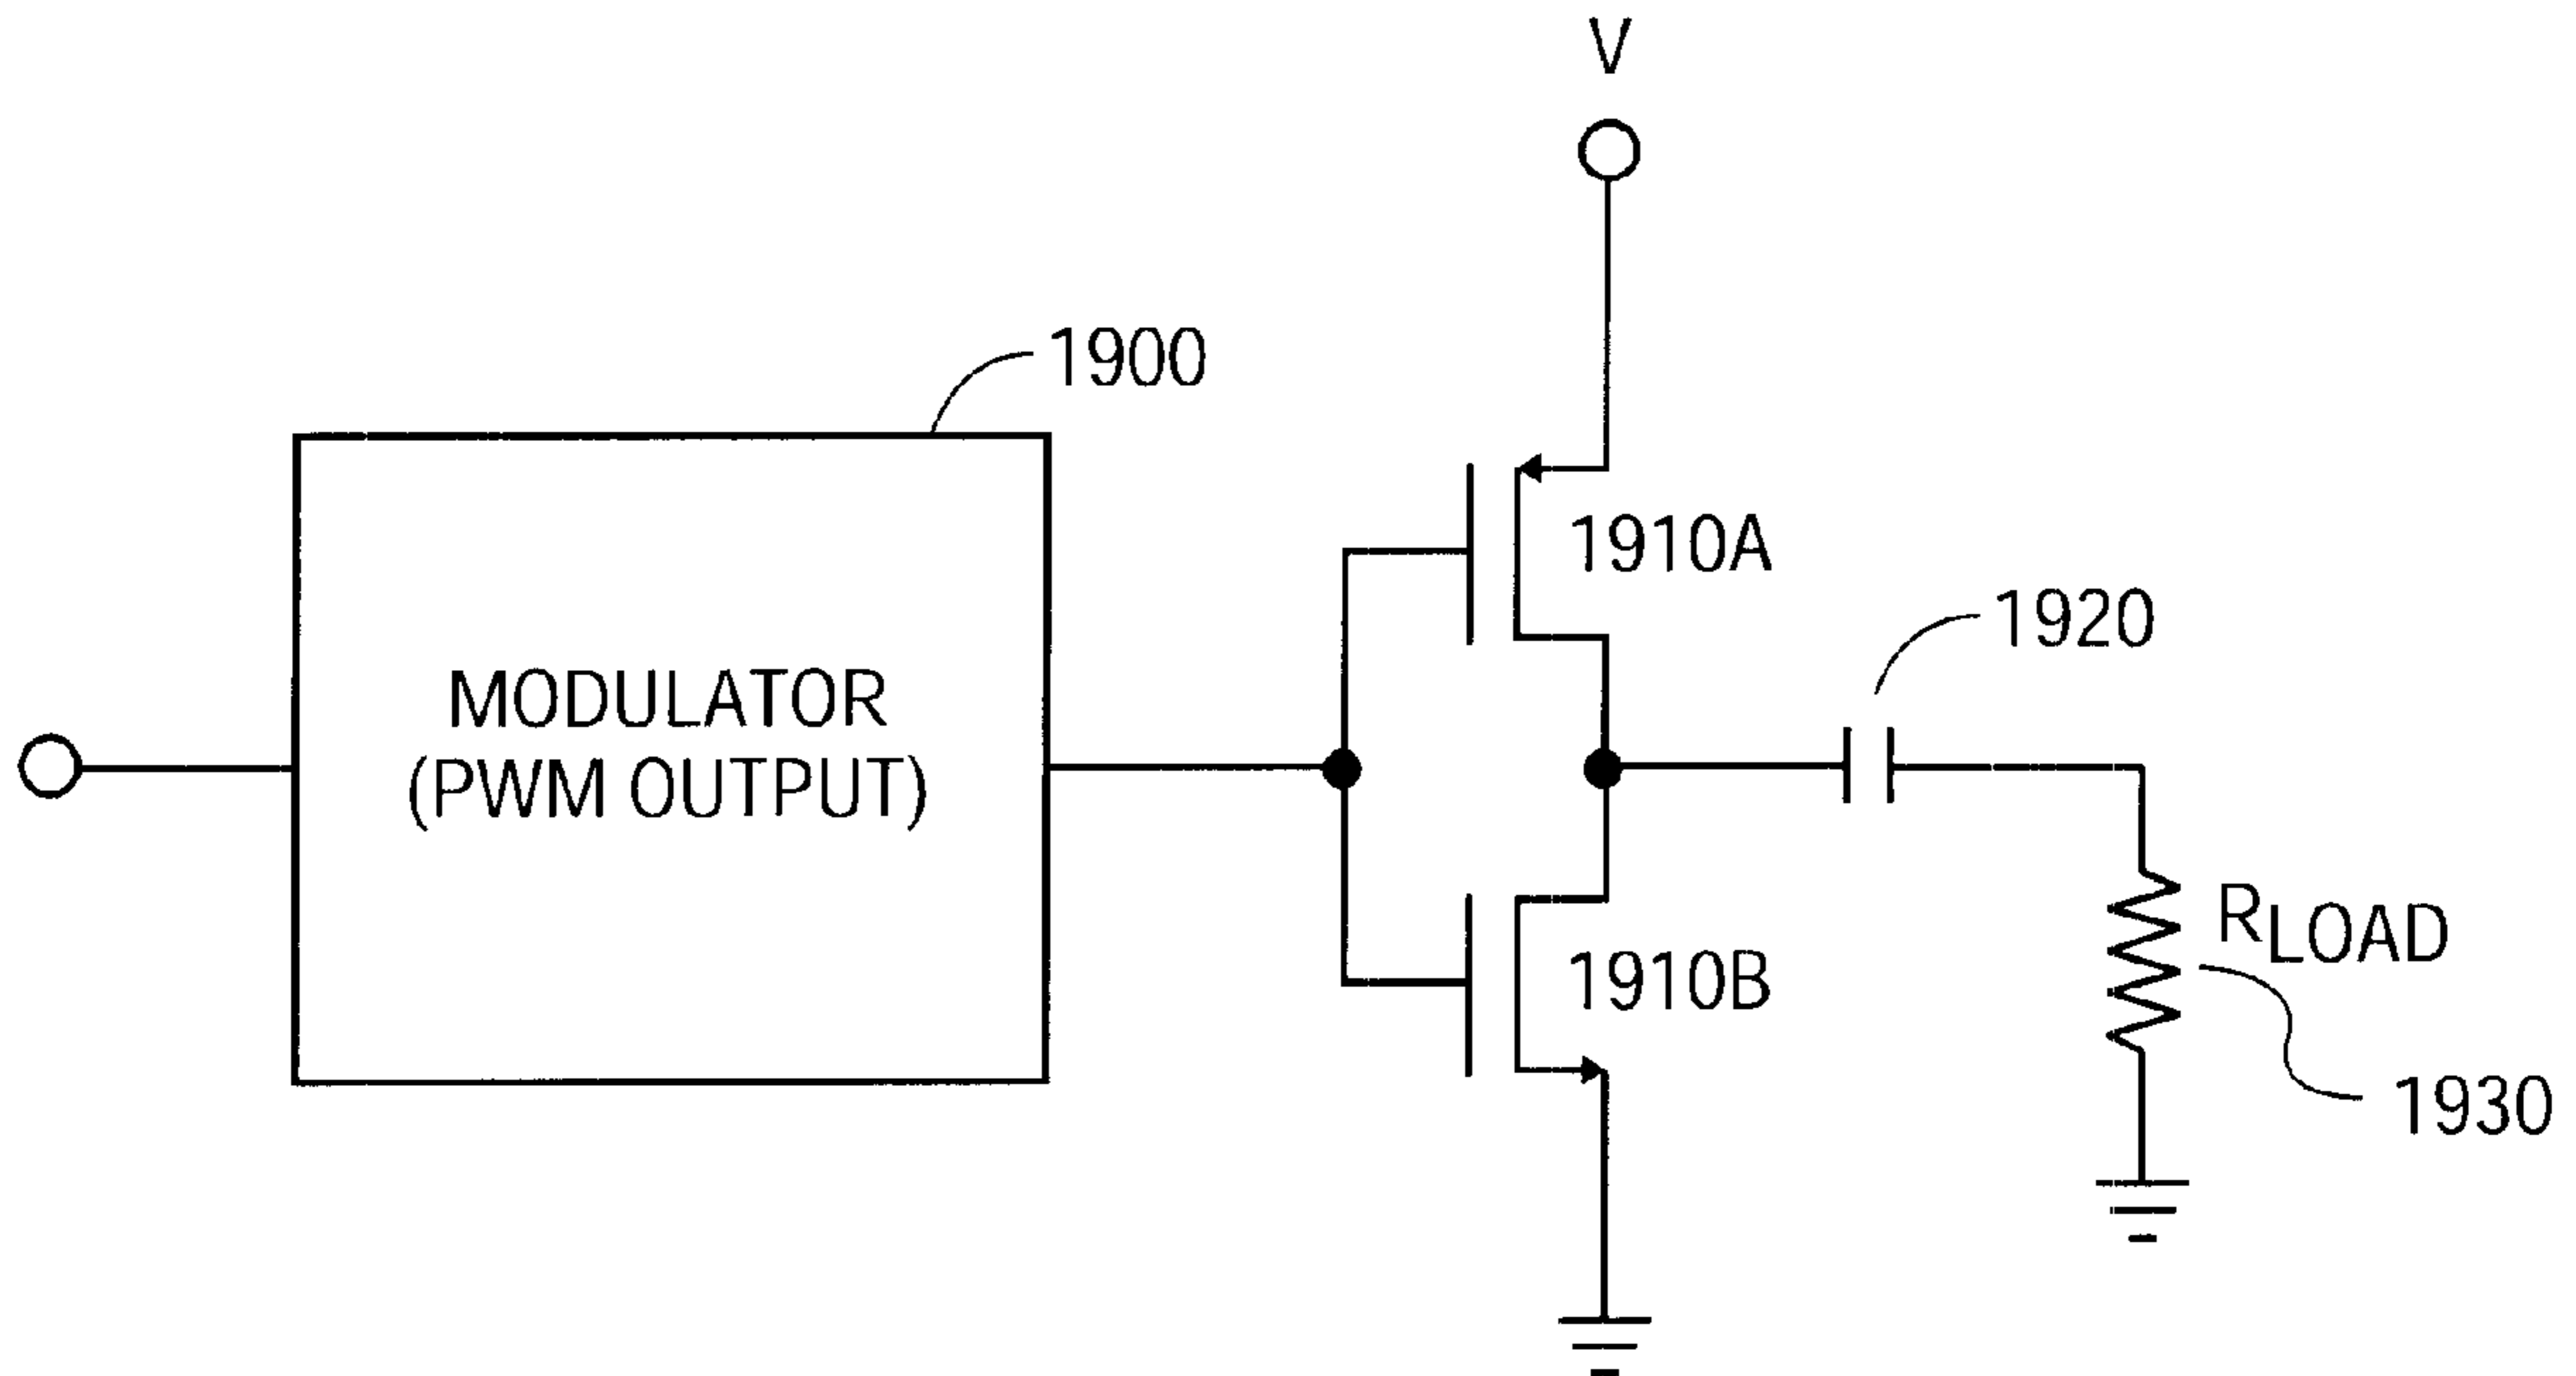 V
1900
MODULATOR
(PWM OUTPUT)
1910A
1920
1910B
RLOAD
1930